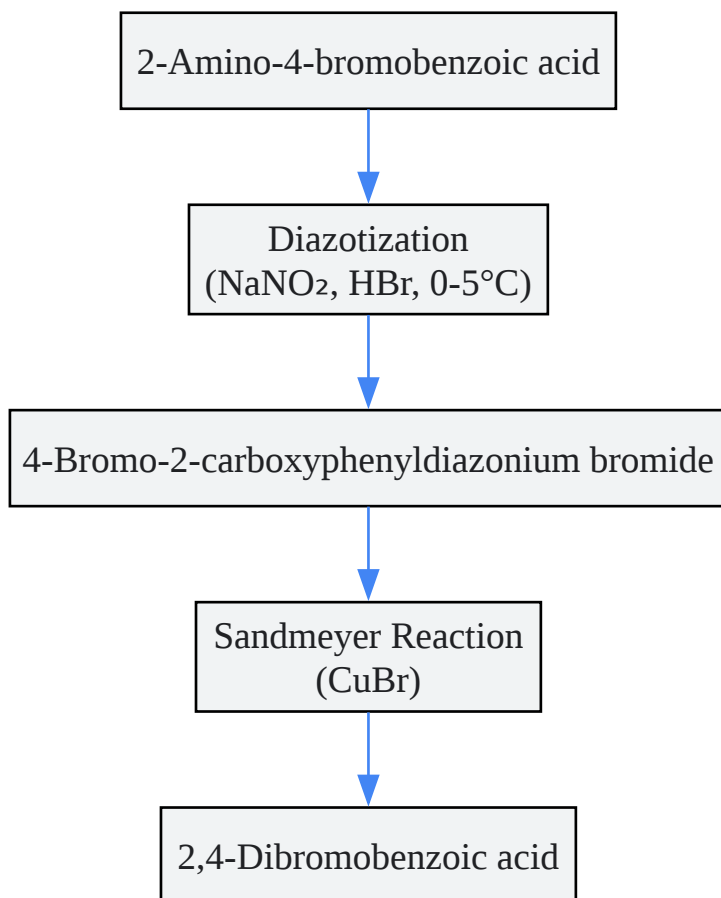 2-Amino-4-bromobenzoic acid
Diazotization
(NaNO₂, HBr, 0-5°C)
4-Bromo-2-carboxyphenyldiazonium bromide
Sandmeyer Reaction
(CuBr)
2,4-Dibromobenzoic acid